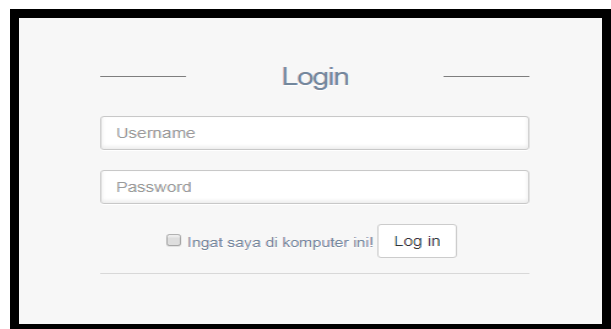 Login
Username
Password
Ingat saya di komputer ini! Log in